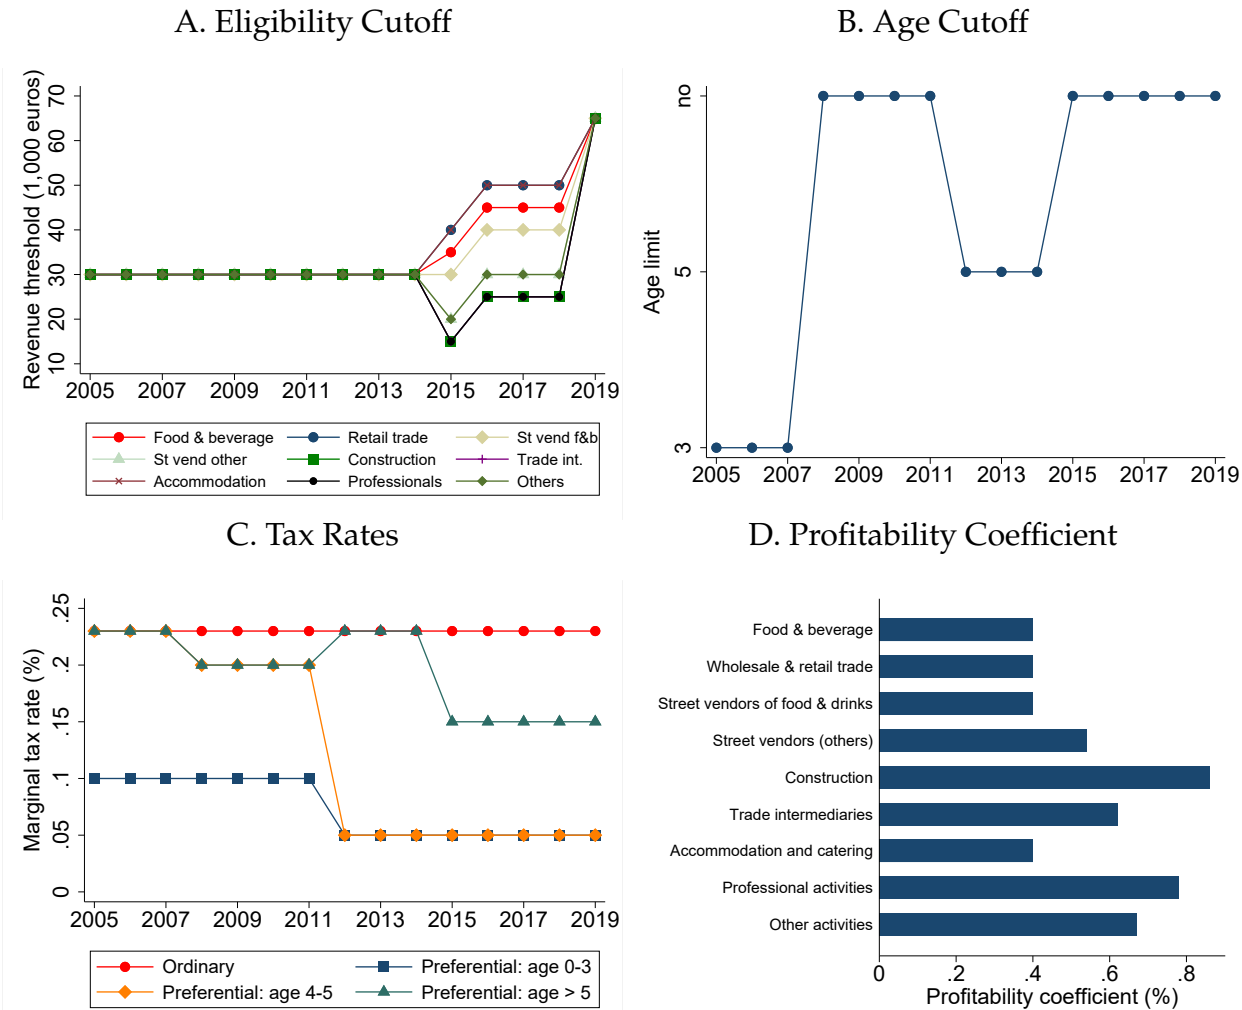 A. Eligibility Cutoff
Revenue threshold (1,000 euros)
70
60
50
40
30
20
10
2005 2007 2009 2011 2013 2015 2017 2019
Food & beverage Retail trade St vend f&b
St vend other Construction Trade int.
Accommodation Professionals Others
B. Age Cutoff
Age limit
no
5
3
2005 2007 2009 2011 2013 2015 2017 2019
C. Tax Rates
Marginal tax rate (%)
.25
.2
.15
.1
.05
0
2005 2007 2009 2011 2013 2015 2017 2019
Ordinary Preferential: age 0-3
Preferential: age 4-5 Preferential: age > 5
D. Profitability Coefficient
Food & beverage
Wholesale & retail trade
Street vendors of food & drinks
Street vendors (others)
Construction
Trade intermediaries
Accommodation and catering
Professional activities
Other activities
0 .2 .4 .6 .8
Profitability coefficient (%)